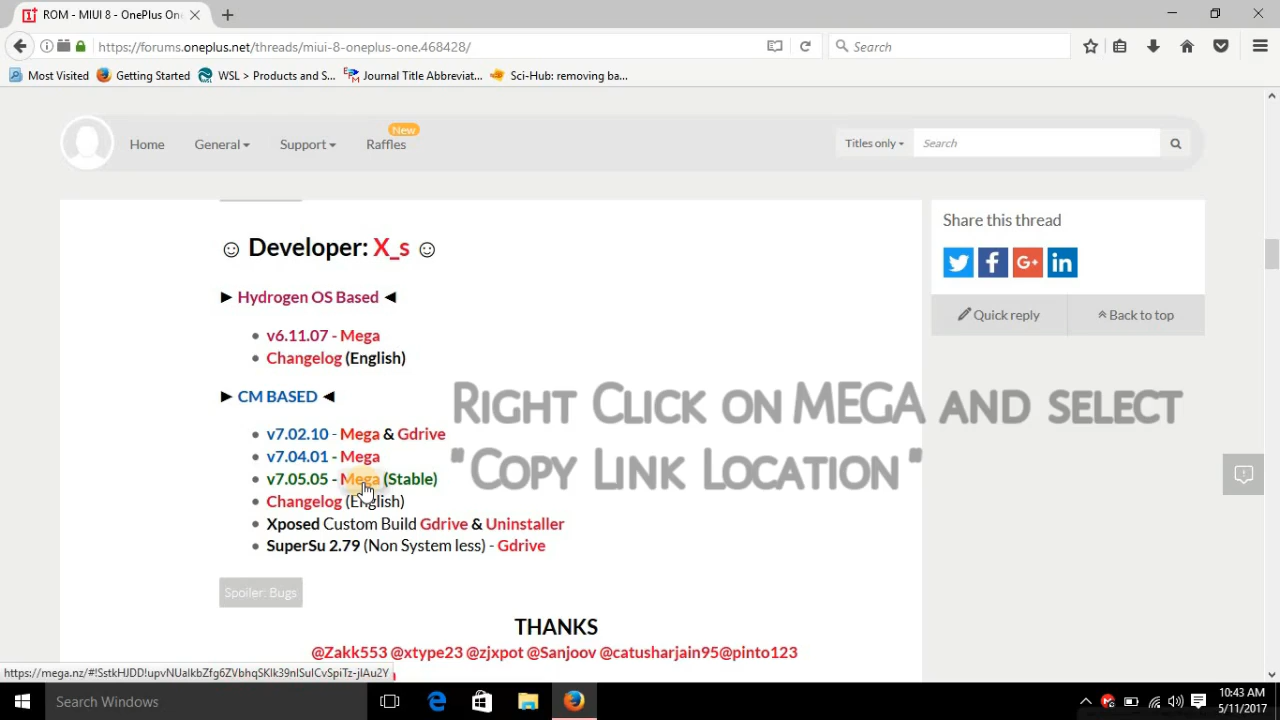 ROM - MIUI 8 - OnePlus On
https://forums.oneplus.net/threads/miui-8-oneplus-one.468428/
Search
Most Visited
Getting Started
WSL > Products and S...
Journal Title Abbreviat...
Sci-Hub: removing ba...
New
Home
General
Support
Raffles
Titles only
Search
Share this thread
Quick reply
Back to top
☺ Developer: X_s ☺
► Hydrogen OS Based ◄
• v6.11.07 - Mega
• Changelog (English)
► CM BASED ◄
• v7.02.10 - Mega & Gdrive
• v7.04.01 - Mega
• v7.05.05 - Mega (Stable)
• Changelog (English)
• Xposed Custom Build Gdrive & Uninstaller
• SuperSu 2.79 (Non System less) - Gdrive
Right Click on MEGA and select
"Copy Link Location"
Spoiler: Bugs
THANKS
@Zakk553 @xtype23 @zjxpot @Sanjoov @catusharjain95@pinto123
Search Windows
10:43 AM
5/11/2017